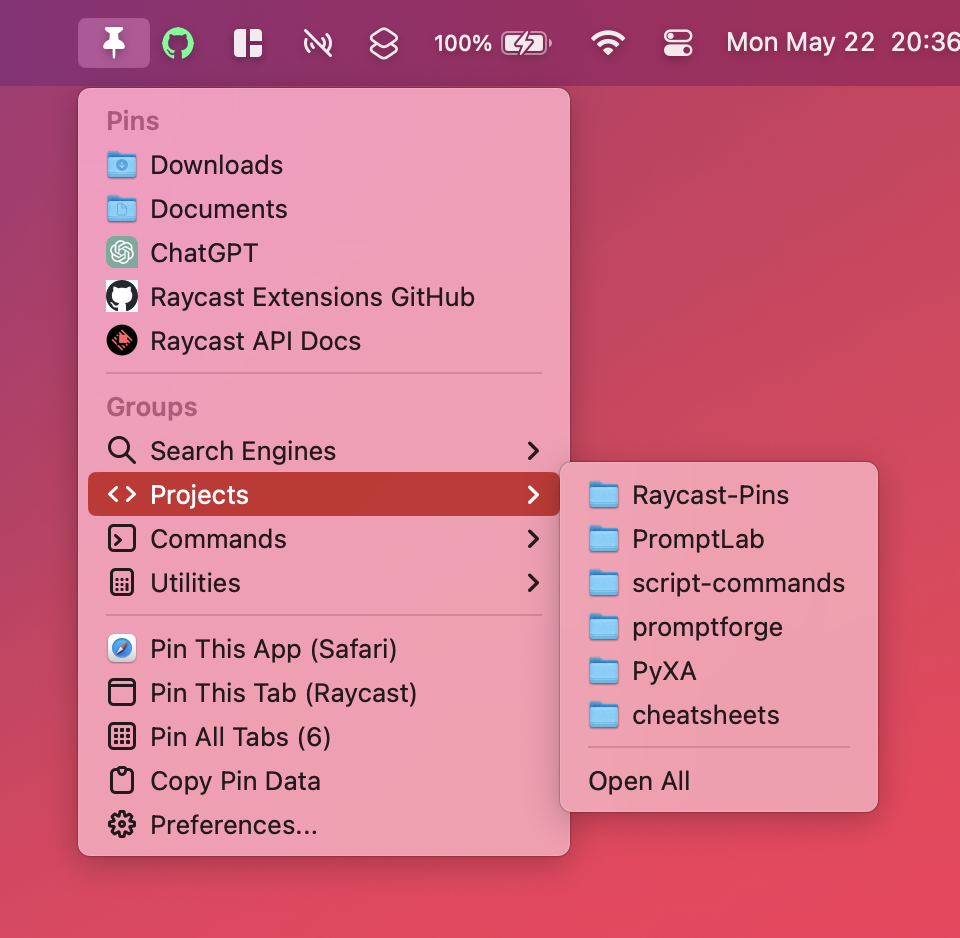 100% Mon May 22 20:36
Pins
Downloads
Documents
ChatGPT
Raycast Extensions GitHub
Raycast API Docs
Groups
Search Engines
Projects
Commands
Utilities
Pin This App (Safari)
Pin This Tab (Raycast)
Pin All Tabs (6)
Copy Pin Data
Preferences...
Raycast-Pins
PromptLab
script-commands
promptforge
PyXA
cheatsheets
Open All